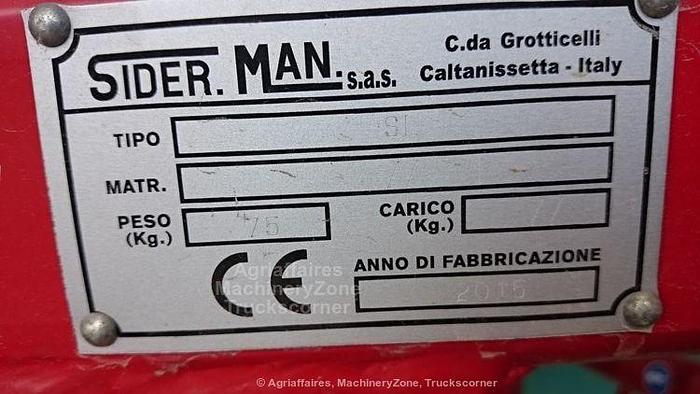 SIDER. MAN. s.a.s.
C.da Grotticelli
Caltanissetta - Italy
TIPO SL
MATR. //
PESO (Kg.) 75
CARICO (Kg.) //
CE
ANNO DI FABBRICAZIONE
2015
Agriaffaires
MachineryZone
Truckscorner
© Agriaffaires, MachineryZone, Truckscorner